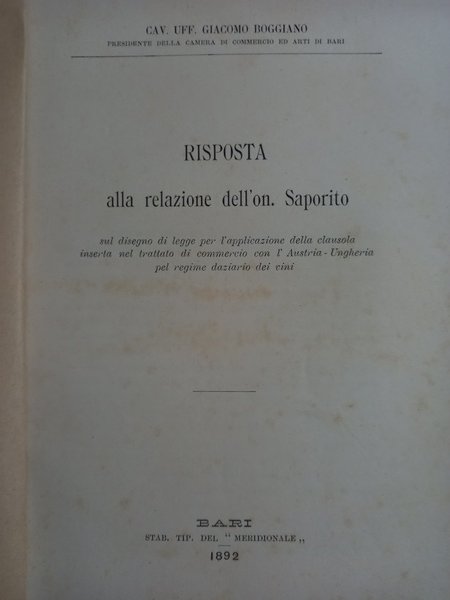 CAV. UFF. GIACOMO BOGGIANO
PRESIDENTE DELLA CAMERA DI COMMERCIO ED ARTI DI BARI
RISPOSTA
alla relazione dell'on. Saporito
sul disegno di legge per l'applicazione della clausola
inserta nel trattato di commercio con l'Austria-Ungheria
pel regime daziario dei vini
BARI
STAB. TIP. DEL “ MERIDIONALE „
1892